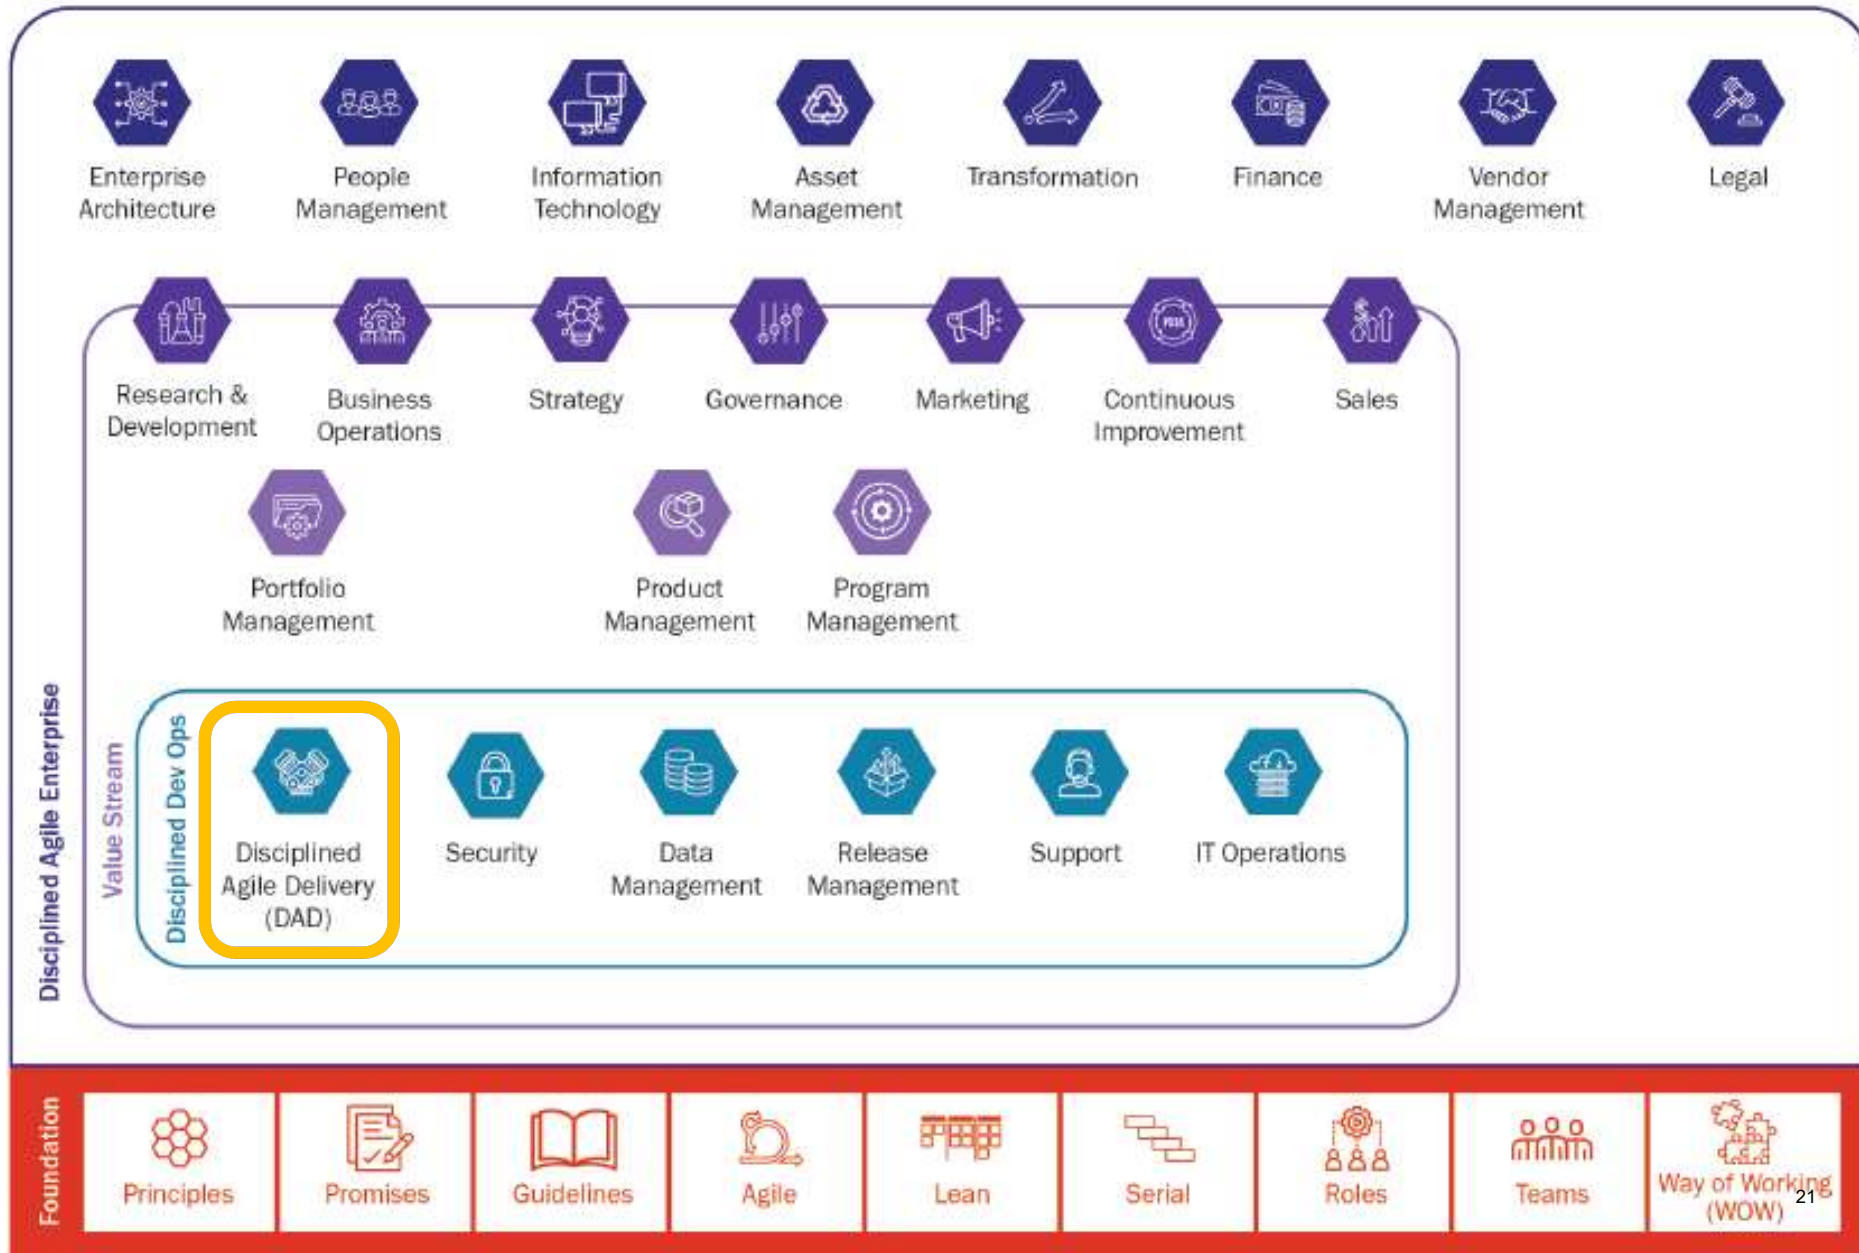 Enterprise
Architecture
People
Management
Information
Technology
Asset
Management
Transformation
Finance
Vendor
Management
Legal
Research &
Development
Business
Operations
Strategy
Governance
Marketing
Continuous
Improvement
Sales
Portfolio
Management
Product
Management
Program
Management
Disciplined Agile Enterprise
Value Stream
Disciplined Dev Ops
Disciplined
Agile Delivery
(DAD)
Security
Data
Management
Release
Management
Support
IT Operations
Foundation
Principles
Promises
Guidelines
Agile
Lean
Serial
Roles
Teams
Way of Working
(WOW)
21